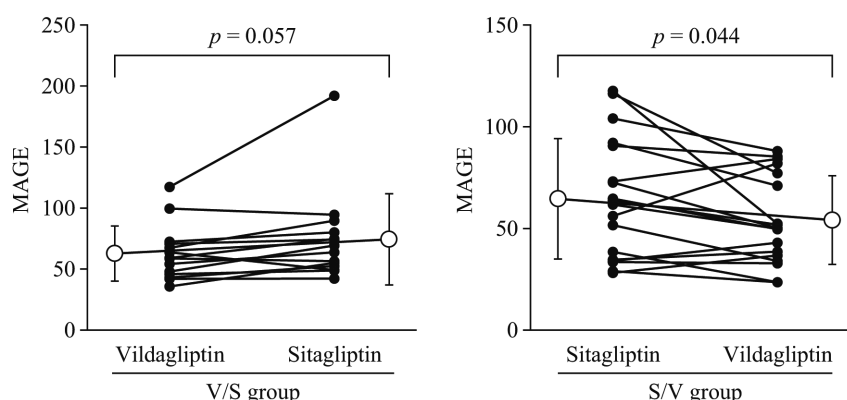 250
200
150
100
50
0
MAGE
p = 0.057
Vildagliptin
Sitagliptin
V/S group
150
100
50
0
MAGE
p = 0.044
Sitagliptin
Vildagliptin
S/V group